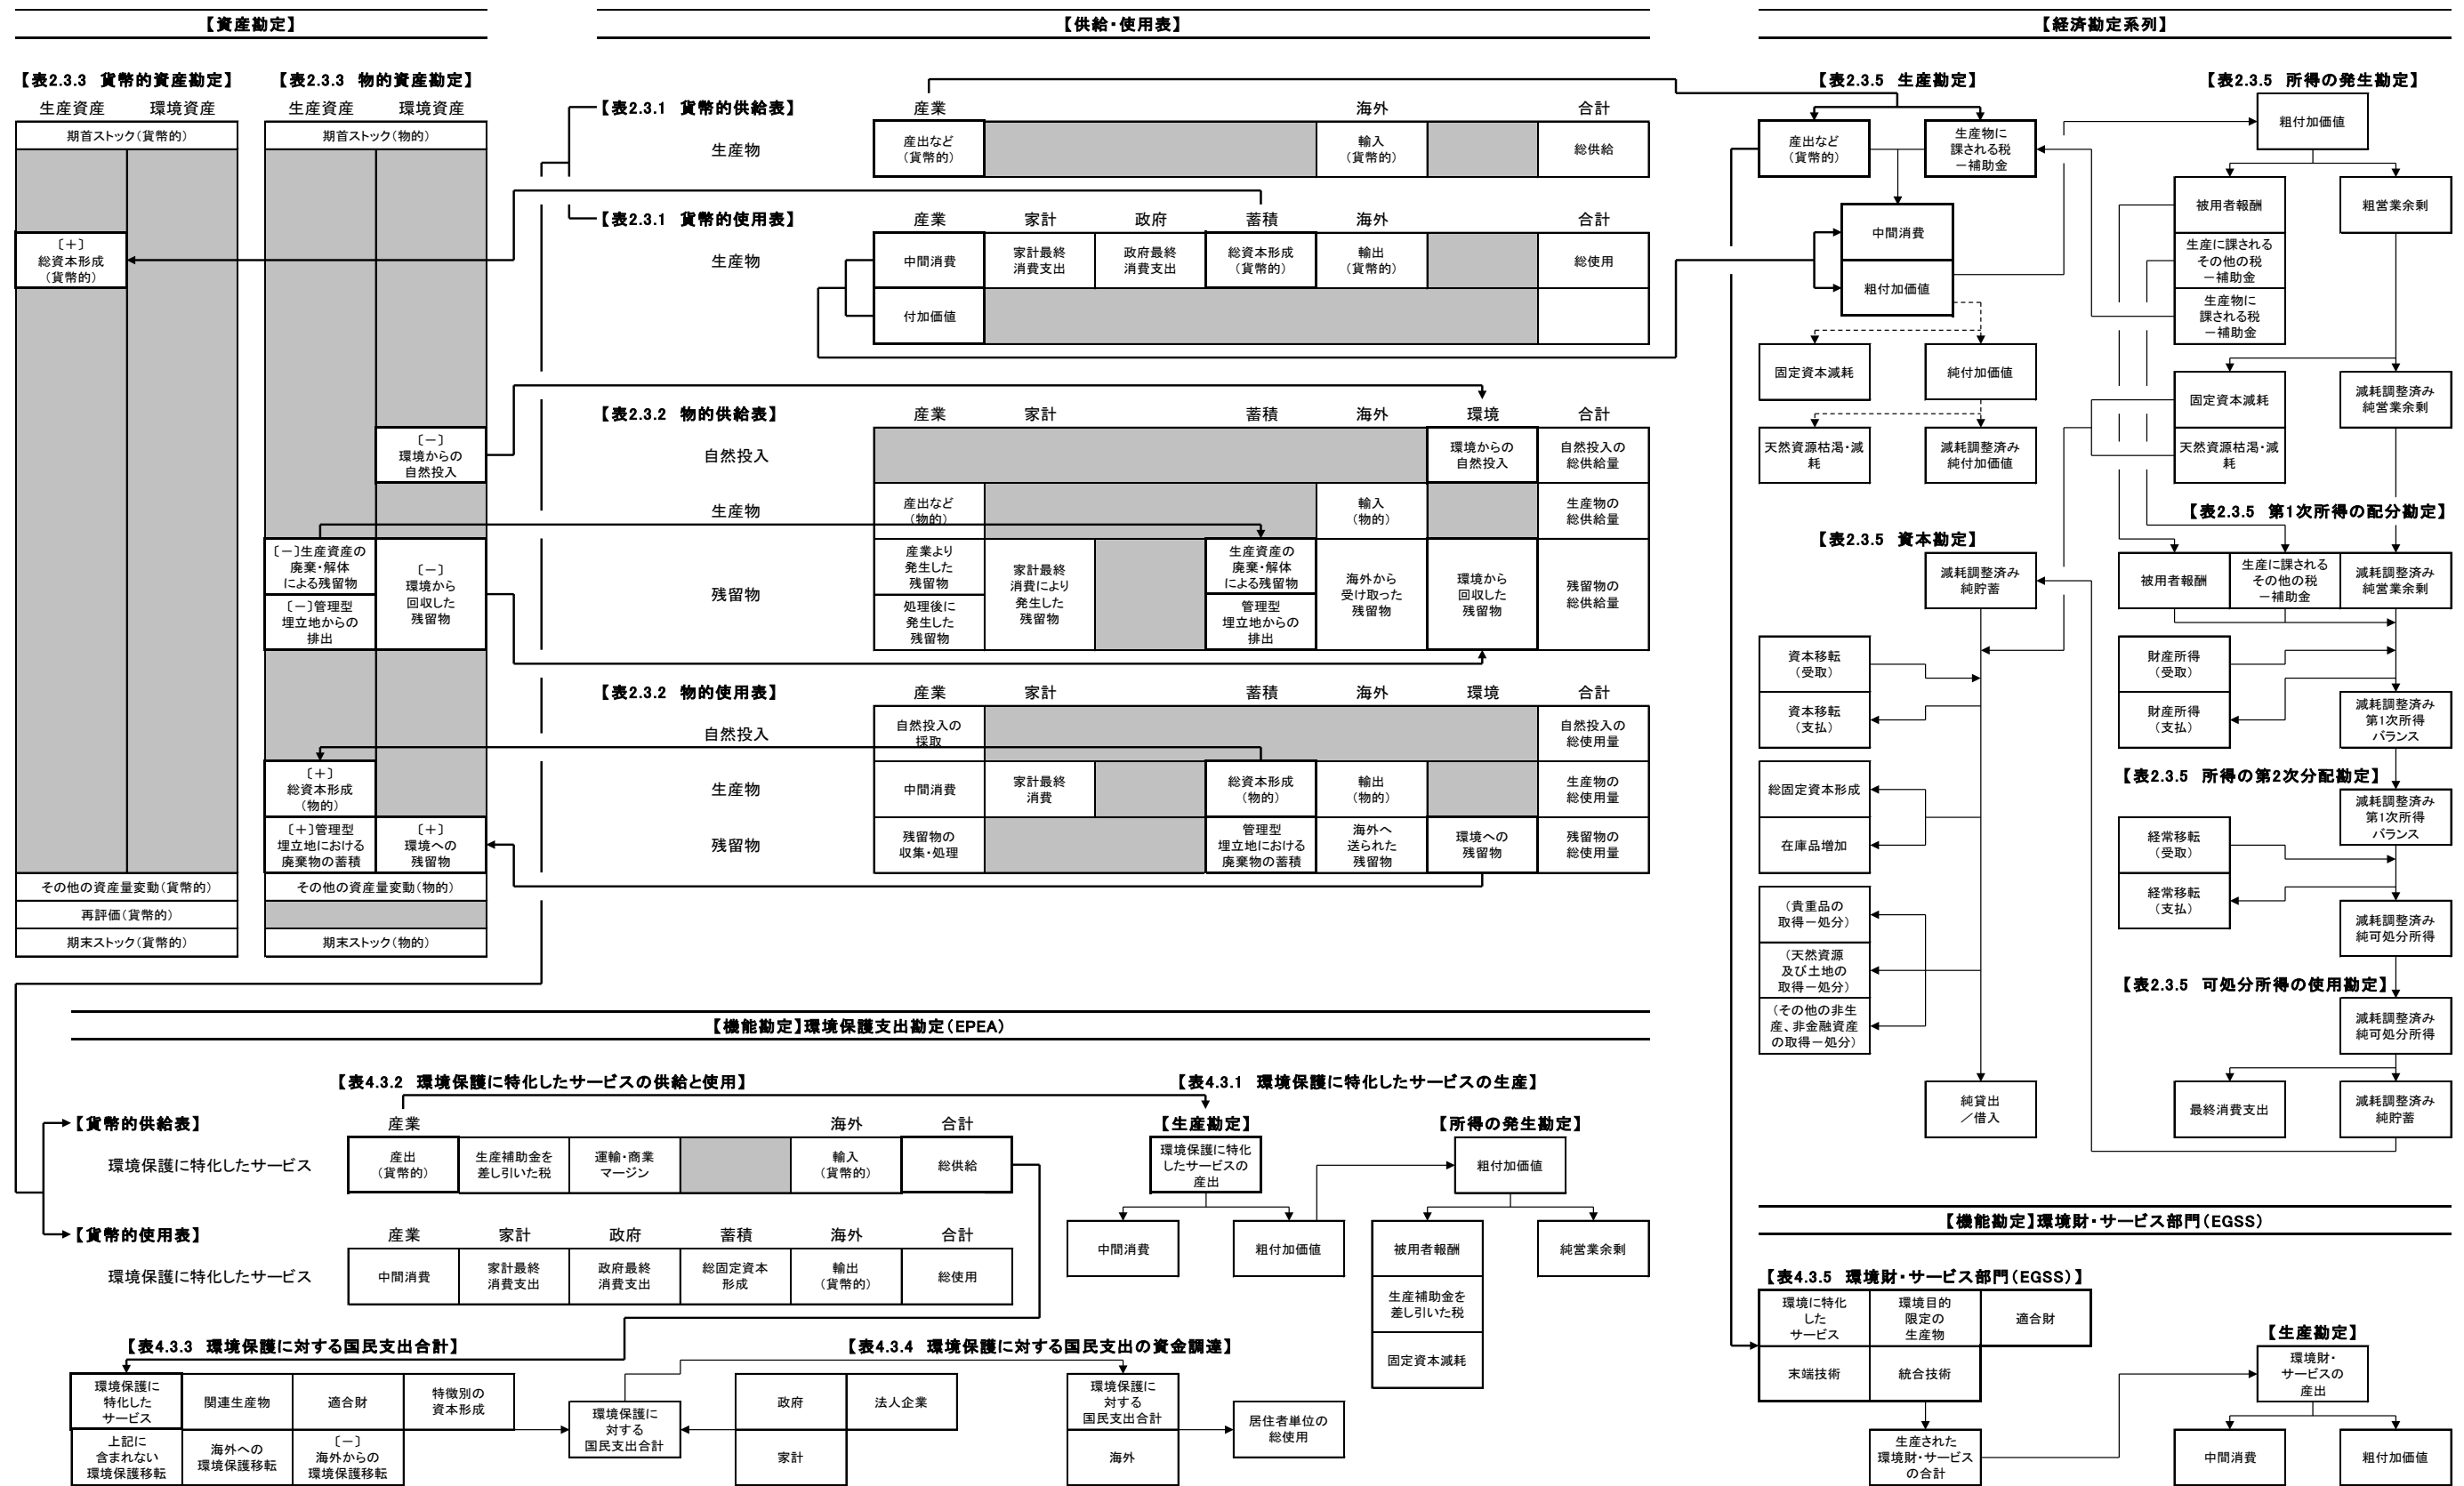 【資産勘定】
【表2.3.3 貨幣的資産勘定】
【表2.3.3 物的資産勘定】
生産資産
環境資産
生産資産
環境資産
期首ストック(貨幣的)
期首ストック(物的)
〔+〕
総資本形成
(貨幣的)
〔-〕
環境からの
自然投入
〔-〕生産資産の
廃棄・解体
による残留物
〔-〕管理型
埋立地からの
排出
〔-〕
環境から
回収した
残留物
〔+〕
総資本形成
(物的)
〔+〕管理型
埋立地における
廃棄物の蓄積
〔+〕
環境への
残留物
その他の資産量変動(貨幣的)
その他の資産量変動(物的)
再評価(貨幣的)
期末ストック(貨幣的)
期末ストック(物的)
【供給・使用表】
【表2.3.1 貨幣的供給表】
産業
海外
合計
生産物
産出など
(貨幣的)
輸入
(貨幣的)
総供給
【表2.3.1 貨幣的使用表】
産業
家計
政府
蓄積
海外
合計
生産物
中間消費
家計最終
消費支出
政府最終
消費支出
総資本形成
(貨幣的)
輸出
(貨幣的)
総使用
付加価値
【表2.3.2 物的供給表】
産業
家計
蓄積
海外
環境
合計
自然投入
環境からの
自然投入
自然投入の
総供給量
生産物
産出など
(物的)
輸入
(物的)
生産物の
総供給量
残留物
産業より
発生した
残留物
処理後に
発生した
残留物
家計最終
消費により
発生した
残留物
生産資産の
廃棄・解体
による残留物
管理型
埋立地からの
排出
海外から
受け取った
残留物
環境から
回収した
残留物
残留物の
総供給量
【表2.3.2 物的使用表】
産業
家計
蓄積
海外
環境
合計
自然投入
自然投入の
採取
自然投入の
総使用量
生産物
中間消費
家計最終
消費
総資本形成
(物的)
輸出
(物的)
生産物の
総使用量
残留物
残留物の
収集・処理
管理型
埋立地における
廃棄物の蓄積
海外へ
送られた
残留物
環境への
残留物
残留物の
総使用量
【経済勘定系列】
【表2.3.5 生産勘定】
産出など
(貨幣的)
生産物に
課される税
-補助金
中間消費
粗付加価値
固定資本減耗
純付加価値
天然資源枯渇・減
耗
減耗調整済み
純付加価値
【表2.3.5 資本勘定】
減耗調整済み
純貯蓄
資本移転
(受取)
資本移転
(支払)
総固定資本形成
在庫品増加
(貴重品の
取得-処分)
(天然資源
及び土地の
取得-処分)
(その他の非生
産、非金融資産
の取得-処分)
純貸出
/借入
【表2.3.5 所得の発生勘定】
粗付加価値
被用者報酬
粗営業余剰
生産に課される
その他の税
-補助金
生産物に
課される税
-補助金
固定資本減耗
減耗調整済み
純営業余剰
天然資源枯渇・減
耗
【表2.3.5 第1次所得の配分勘定】
被用者報酬
生産に課される
その他の税
-補助金
減耗調整済み
純営業余剰
財産所得
(受取)
財産所得
(支払)
減耗調整済み
第1次所得
バランス
【表2.3.5 所得の第2次分配勘定】
減耗調整済み
第1次所得
バランス
経常移転
(受取)
経常移転
(支払)
減耗調整済み
純可処分所得
【表2.3.5 可処分所得の使用勘定】
減耗調整済み
純可処分所得
最終消費支出
減耗調整済み
純貯蓄
【機能勘定】環境保護支出勘定(EPEA)
【表4.3.2 環境保護に特化したサービスの供給と使用】
【貨幣的供給表】
産業
海外
合計
環境保護に特化したサービス
産出
(貨幣的)
生産補助金を
差し引いた税
運輸・商業
マージン
輸入
(貨幣的)
総供給
【貨幣的使用表】
産業
家計
政府
蓄積
海外
合計
環境保護に特化したサービス
中間消費
家計最終
消費支出
政府最終
消費支出
総固定資本
形成
輸出
(貨幣的)
総使用
【表4.3.1 環境保護に特化したサービスの生産】
【生産勘定】
環境保護に特化
したサービスの
産出
中間消費
粗付加価値
【所得の発生勘定】
粗付加価値
被用者報酬
純営業余剰
生産補助金を
差し引いた税
固定資本減耗
【表4.3.3 環境保護に対する国民支出合計】
環境保護に
特化した
サービス
関連生産物
適合財
特徴別の
資本形成
上記に
含まれない
環境保護移転
海外への
環境保護移転
〔-〕
海外からの
環境保護移転
環境保護に
対する
国民支出合計
【表4.3.4 環境保護に対する国民支出の資金調達】
政府
法人企業
家計
環境保護に
対する
国民支出合計
海外
居住者単位の
総使用
【機能勘定】環境財・サービス部門(EGSS)
【表4.3.5 環境財・サービス部門(EGSS)】
環境に特化
した
サービス
環境目的
限定の
生産物
適合財
末端技術
統合技術
生産された
環境財・サービス
の合計
【生産勘定】
環境財・
サービスの
産出
中間消費
粗付加価値